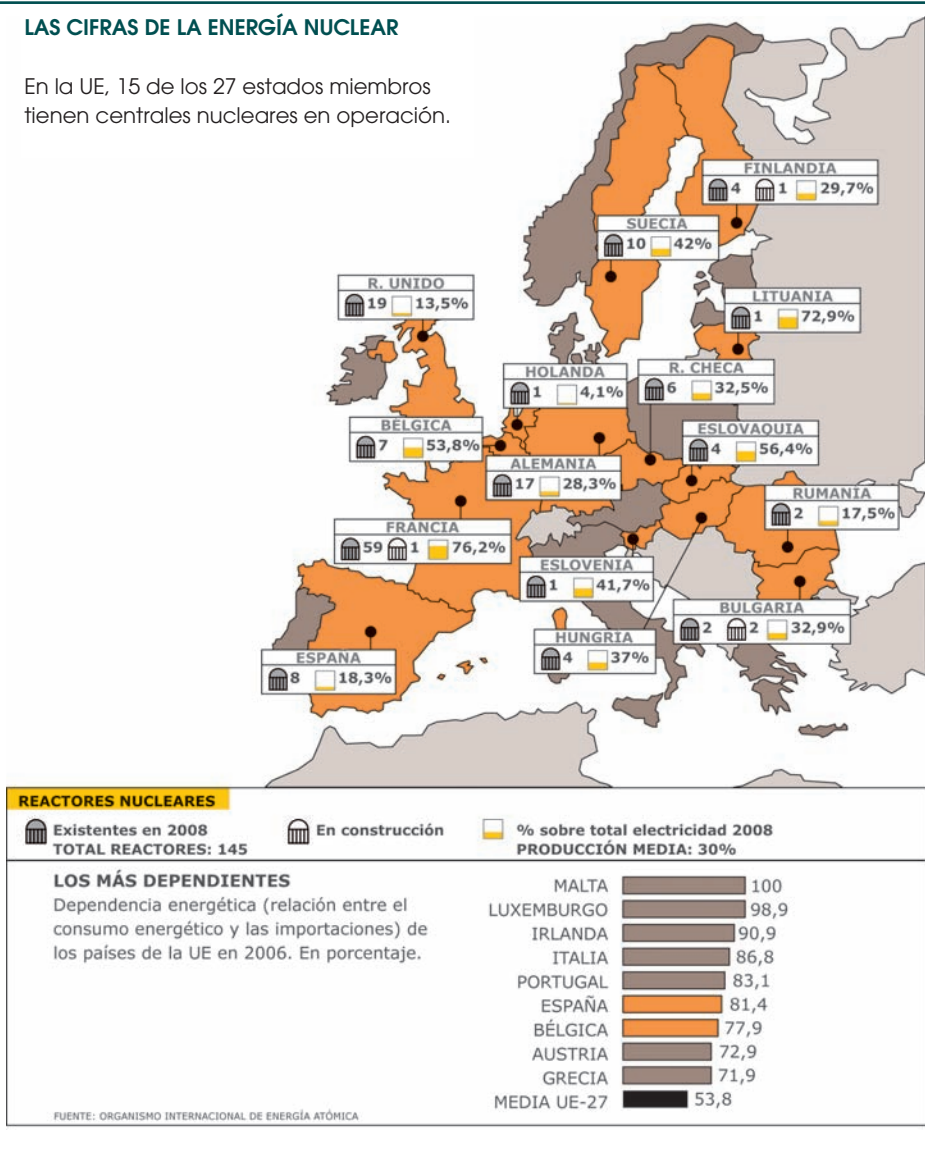 LAS CIFRAS DE LA ENERGÍA NUCLEAR
En la UE, 15 de los 27 estados miembros
tienen centrales nucleares en operación.
FINLANDIA
4 1 29,7%
SUECIA
10 42%
R. UNIDO
19 13,5%
LITUANIA
1 72,9%
HOLANDA
1 4,1%
R. CHECA
6 32,5%
BÉLGICA
7 53,8%
ESLOVAQUIA
4 56,4%
ALEMANIA
17 28,3%
RUMANÍA
2 17,5%
FRANCIA
59 1 76,2%
ESLOVENIA
1 41,7%
BULGARIA
2 2 32,9%
HUNGRÍA
4 37%
ESPAÑA
8 18,3%
REACTORES NUCLEARES
Existentes en 2008
TOTAL REACTORES: 145
En construcción
% sobre total electricidad 2008
PRODUCCIÓN MEDIA: 30%
LOS MÁS DEPENDIENTES
Dependencia energética (relación entre el
consumo energético y las importaciones) de
los países de la UE en 2006. En porcentaje.
MALTA 100
LUXEMBURGO 98,9
IRLANDA 90,9
ITALIA 86,8
PORTUGAL 83,1
ESPAÑA 81,4
BÉLGICA 77,9
AUSTRIA 72,9
GRECIA 71,9
MEDIA UE-27 53,8
FUENTE: ORGANISMO INTERNACIONAL DE ENERGÍA ATÓMICA